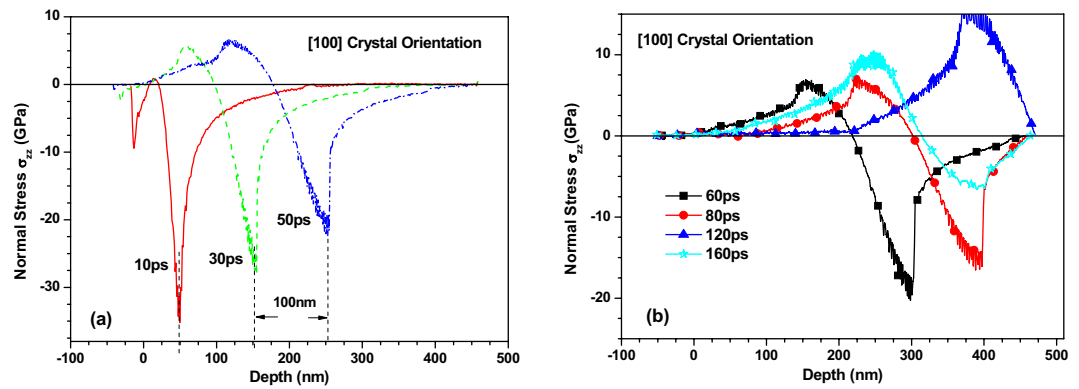 10
5
0
-10
-20
-30
Normal Stress σzz (GPa)
[100] Crystal Orientation
10ps
30ps
50ps
100nm
(a)
-100 0 100 200 300 400 500
Depth (nm)
10
0
-10
-20
Normal Stress σzz (GPa)
[100] Crystal Orientation
60ps
80ps
120ps
160ps
(b)
-100 0 100 200 300 400 500
Depth (nm)